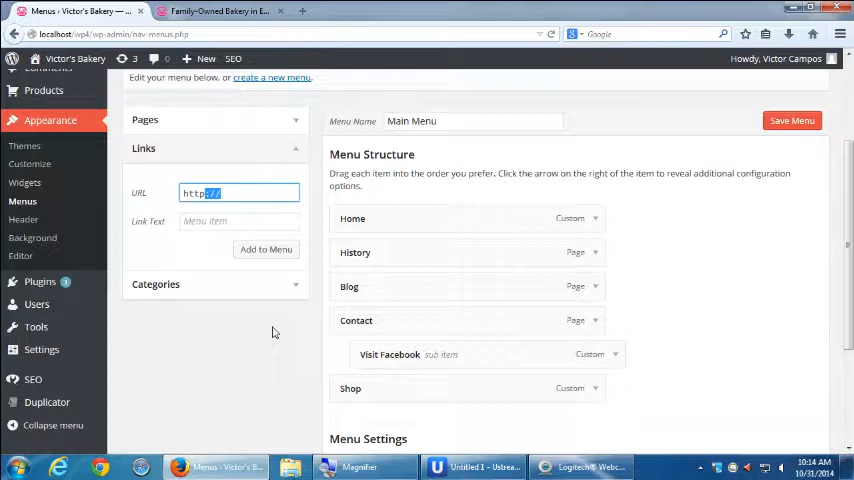 Menus ‹ Victor's Bakery — ...
Family-Owned Bakery in E...
localhost/wp4/wp-admin/nav-menus.php
Google
Victor's Bakery
3
0
New
SEO
Howdy, Victor Campos
Comments
Products
Appearance
Themes
Customize
Widgets
Menus
Header
Background
Editor
Plugins 3
Users
Tools
Settings
SEO
Duplicator
Collapse menu
Edit your menu below, or create a new menu.
Pages
Links
URL http://
Link Text Menu Item
Add to Menu
Categories
Menu Name Main Menu
Save Menu
Menu Structure
Drag each item into the order you prefer. Click the arrow on the right of the item to reveal additional configuration
options.
Home Custom
History Page
Blog Page
Contact Page
Visit Facebook sub item Custom
Shop Custom
Menu Settings
Menus ‹ Victor's B...
Magnifier
Untitled 1 – Ustrea...
Logitech® Webc...
10:14 AM
10/31/2014